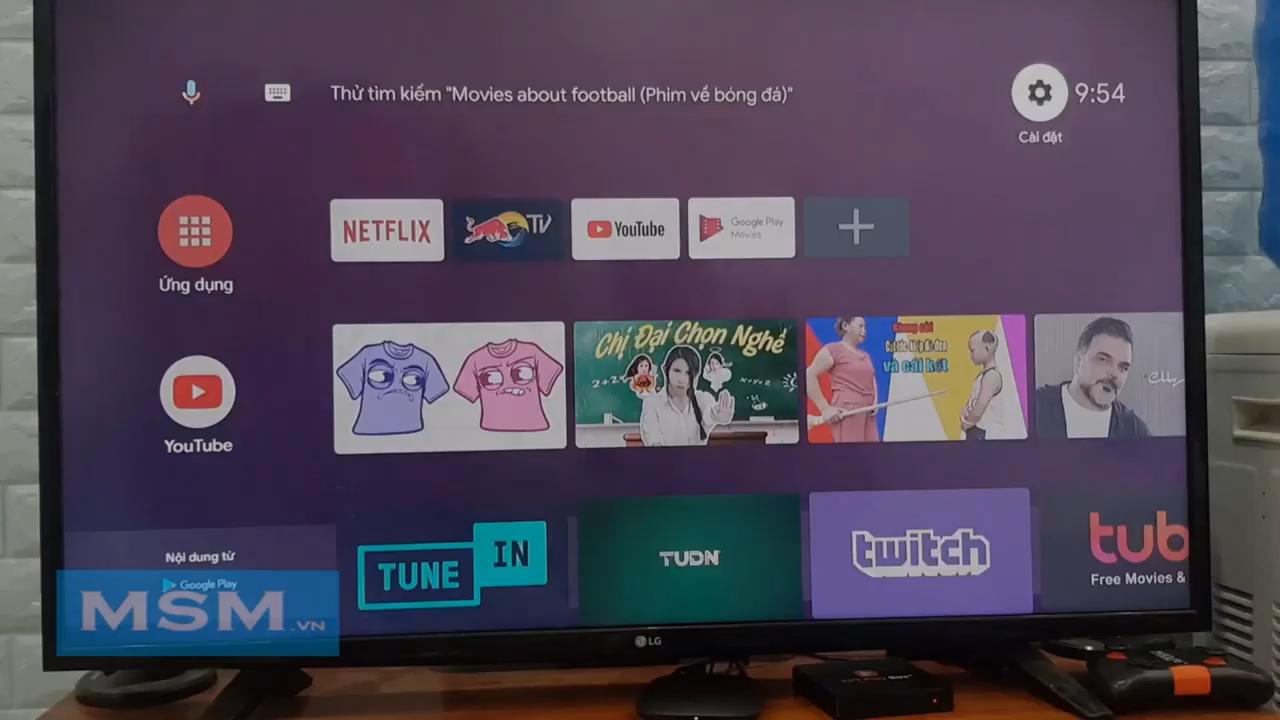 Thử tìm kiếm "Movies about football (Phim về bóng đá)"
9:54
Cài đặt
NETFLIX
TV
YouTube
Google Play
Movies
Ứng dụng
Chị Đại Chọn Nghề
và cái kết
YouTube
Nội dung từ
Google Play
TUNE IN
TUDN
twitch
tub
Free Movies &
MSM.VN
LG